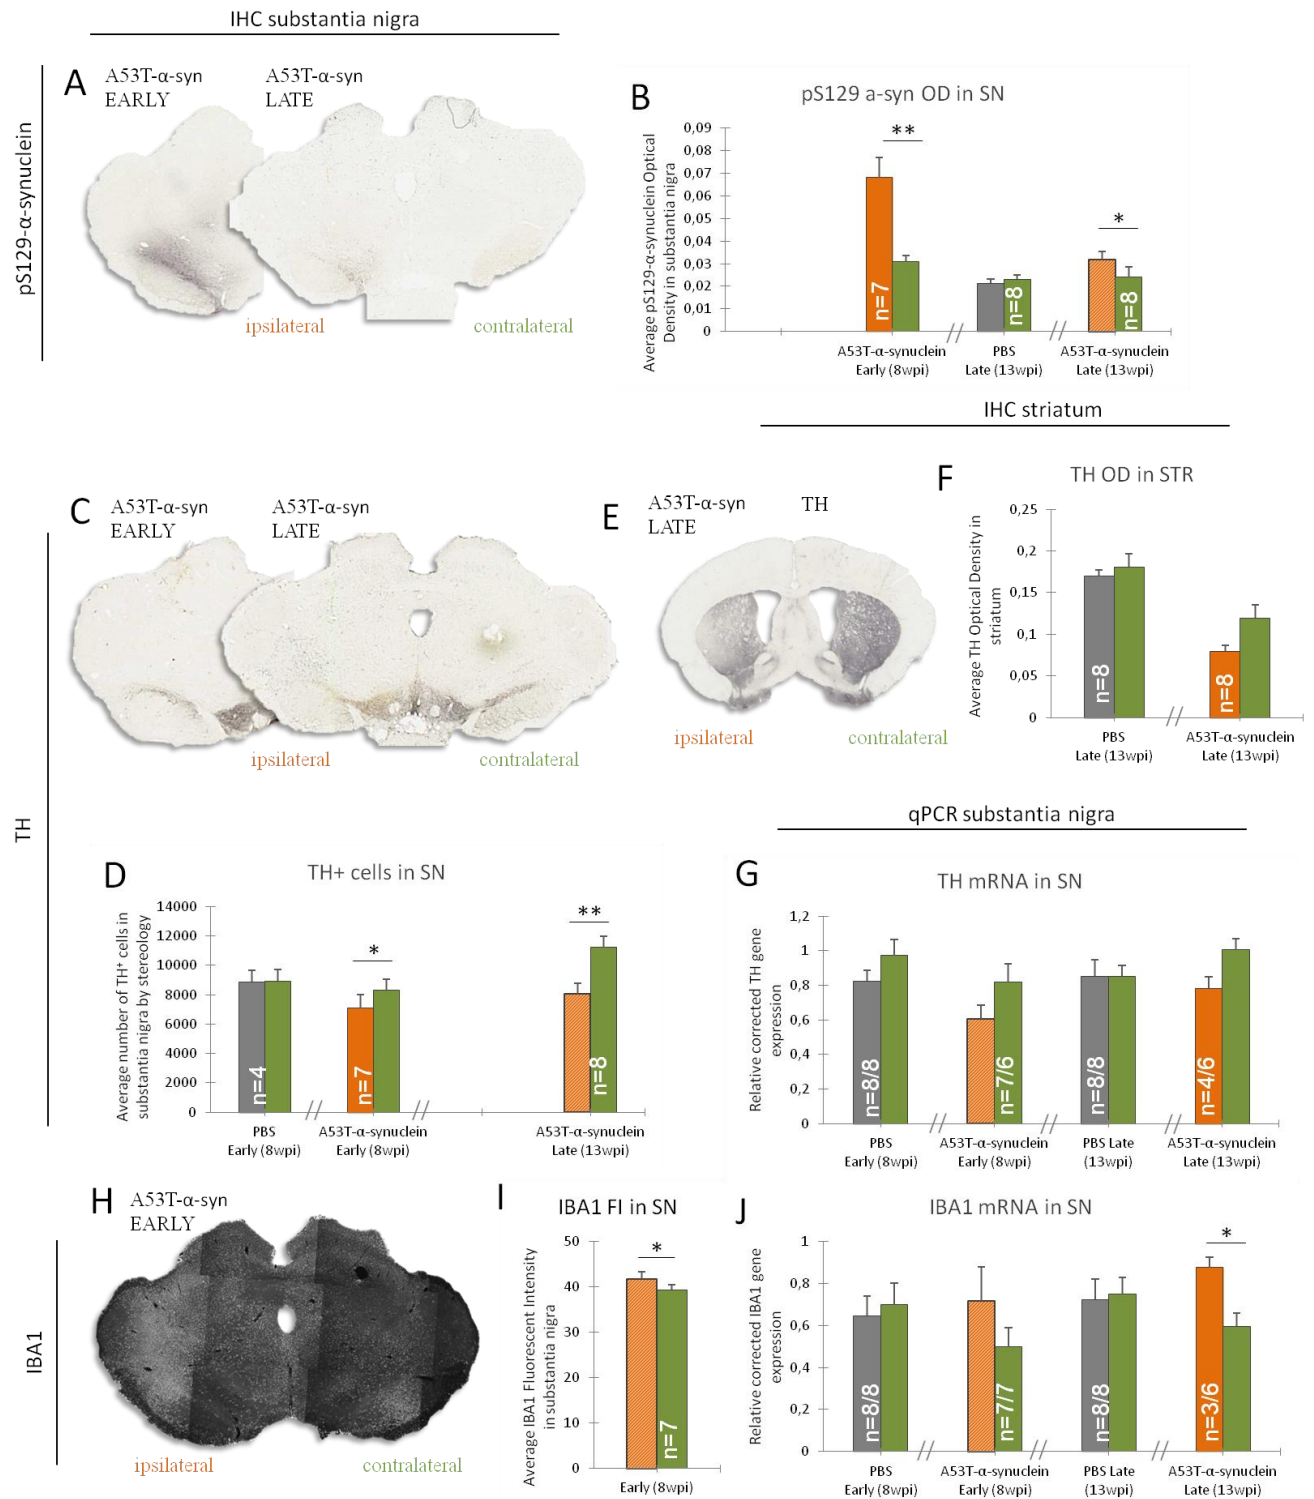 IHC substantia nigra
pS129-α-synuclein
A
A53T-α-syn
EARLY
A53T-α-syn
LATE
ipsilateral
contralateral
B
pS129 a-syn OD in SN
Average pS129-α-synuclein Optical
Density in substantia nigra
0,09
0,08
0,07
0,06
0,05
0,04
0,03
0,02
0,01
0
**
*
n=7
n=8
n=8
A53T-α-synuclein
Early (8wpi)
PBS
Late (13wpi)
A53T-α-synuclein
Late (13wpi)
IHC striatum
TH
C
A53T-α-syn
EARLY
A53T-α-syn
LATE
ipsilateral
contralateral
E
A53T-α-syn
LATE
TH
ipsilateral
contralateral
F
TH OD in STR
Average TH Optical Density in
striatum
0,25
0,2
0,15
0,1
0,05
0
n=8
n=8
PBS
Late (13wpi)
A53T-α-synuclein
Late (13wpi)
D
TH+ cells in SN
Average number of TH⁺ cells in
substantia nigra by stereology
14000
12000
10000
8000
6000
4000
2000
0
*
**
n=4
n=7
n=8
PBS
Early (8wpi)
A53T-α-synuclein
Early (8wpi)
A53T-α-synuclein
Late (13wpi)
qPCR substantia nigra
G
TH mRNA in SN
Relative corrected TH gene
expression
1,2
1
0,8
0,6
0,4
0,2
0
n=8/8
n=7/6
n=8/8
n=4/6
PBS
Early (8wpi)
A53T-α-synuclein
Early (8wpi)
PBS Late
(13wpi)
A53T-α-synuclein
Late (13wpi)
IBA1
H
A53T-α-syn
EARLY
ipsilateral
contralateral
I
IBA1 FI in SN
Average IBA1 Fluorescent Intensity
in substantia nigra
50
40
30
20
10
0
*
n=7
Early (8wpi)
J
IBA1 mRNA in SN
Relative corrected IBA1 gene
expression
1
0,8
0,6
0,4
0,2
0
*
n=8/8
n=7/7
n=8/8
n=3/6
PBS
Early (8wpi)
A53T-α-synuclein
Early (8wpi)
PBS Late
(13wpi)
A53T-α-synuclein
Late (13wpi)